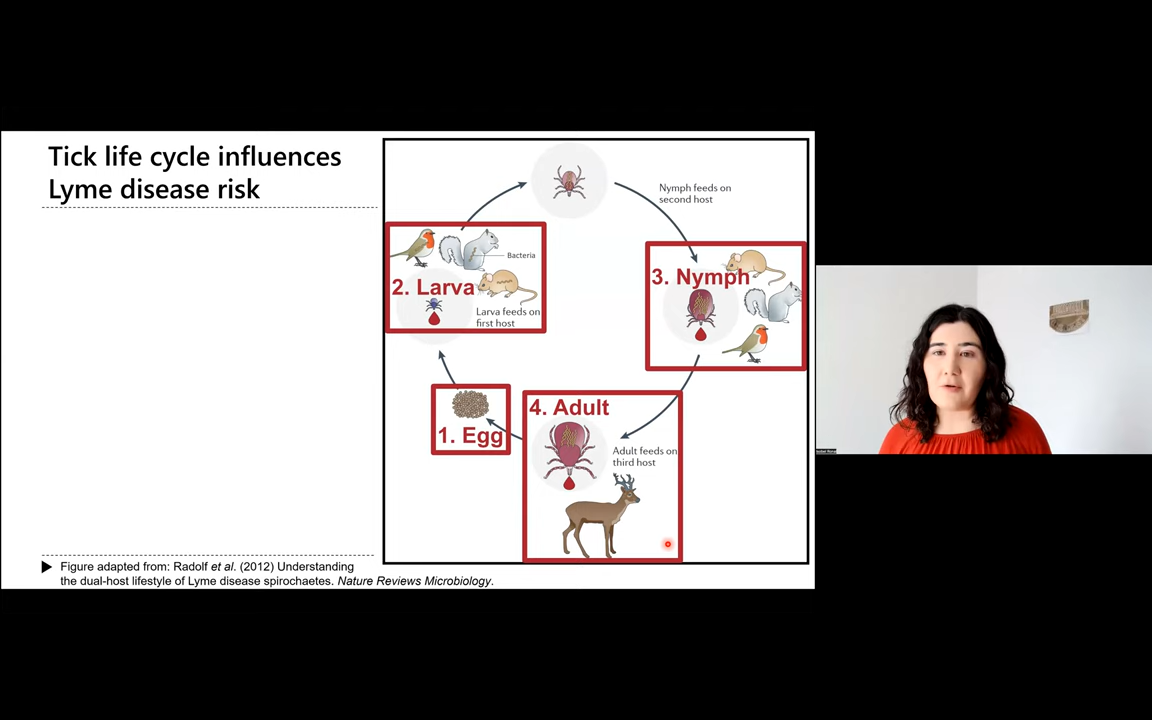 Tick life cycle influences
Lyme disease risk
Nymph feeds on
second host
Bacteria
2. Larva
Larva feeds on
first host
3. Nymph
1. Egg
4. Adult
Adult feeds on
third host
Figure adapted from: Radolf et al. (2012) Understanding
the dual-host lifestyle of Lyme disease spirochaetes. Nature Reviews Microbiology.